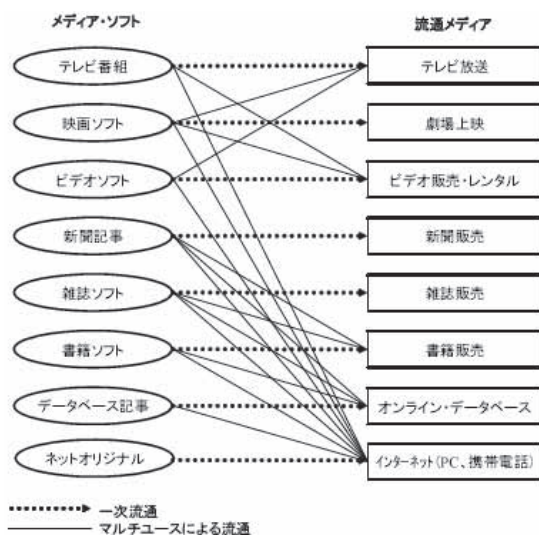 メディア・ソフト 流通メディア
テレビ番組 テレビ放送
映画ソフト 劇場上映
ビデオソフト ビデオ販売・レンタル
新聞記事 新聞販売
雑誌ソフト 雑誌販売
書籍ソフト 書籍販売
データベース記事 オンライン・データベース
ネットオリジナル インターネット(PC、携帯電話)
一次流通
マルチユースによる流通